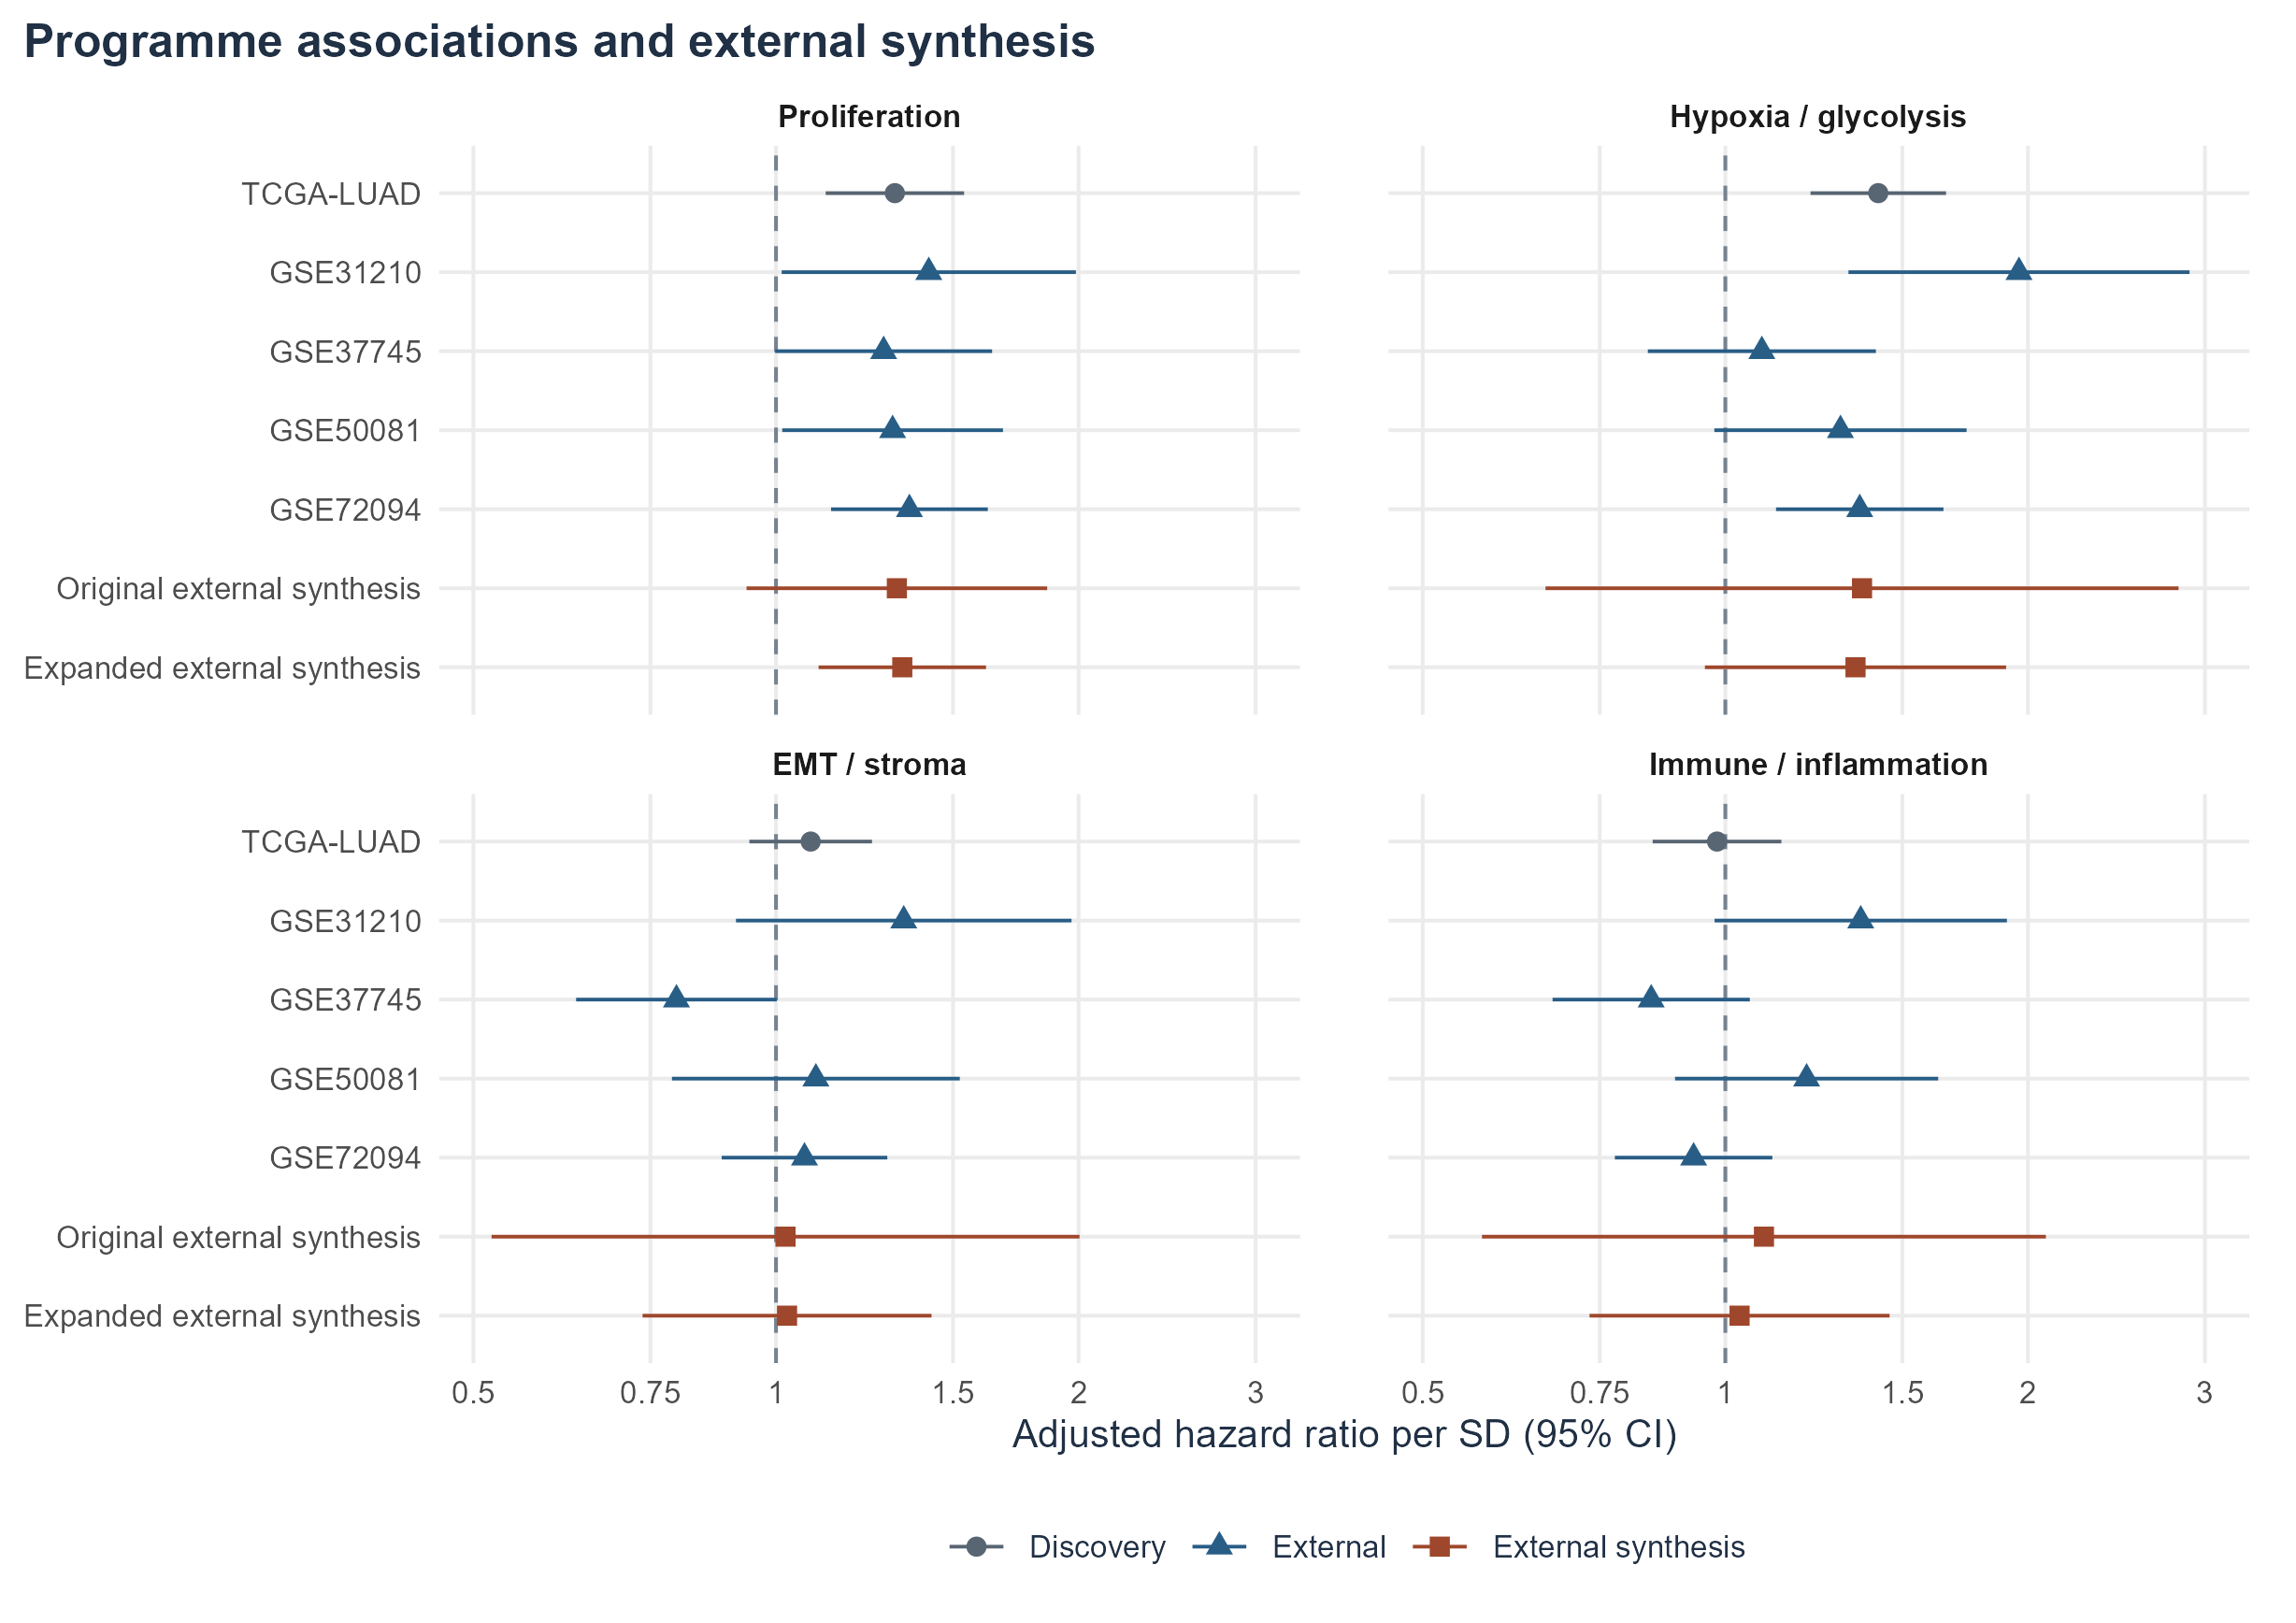 Programme associations and external synthesis
Proliferation
Hypoxia / glycolysis
TCGA-LUAD
GSE31210
GSE37745
GSE50081
GSE72094
Original external synthesis
Expanded external synthesis
EMT / stroma
Immune / inflammation
TCGA-LUAD
GSE31210
GSE37745
GSE50081
GSE72094
Original external synthesis
Expanded external synthesis
0.5 0.75 1 1.5 2 3
0.5 0.75 1 1.5 2 3
Adjusted hazard ratio per SD (95% CI)
Discovery External External synthesis